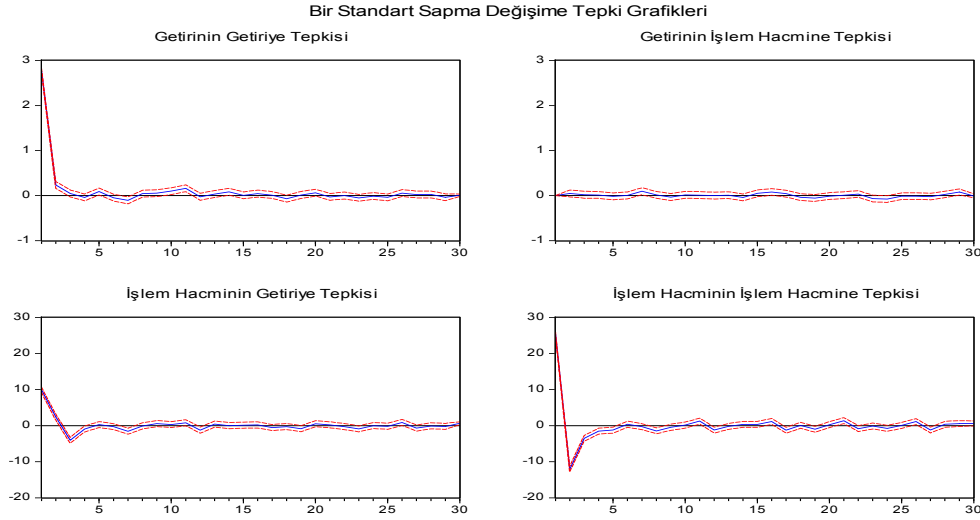 Bir Standart Sapma Değişime Tepki Grafikleri
Getirinin Getiriye Tepkisi
3
2
1
0
-1
5 10 15 20 25 30
Getirinin İşlem Hacmine Tepkisi
3
2
1
0
-1
5 10 15 20 25 30
İşlem Hacminin Getiriye Tepkisi
30
20
10
0
-10
-20
5 10 15 20 25 30
İşlem Hacminin İşlem Hacmine Tepkisi
30
20
10
0
-10
-20
5 10 15 20 25 30